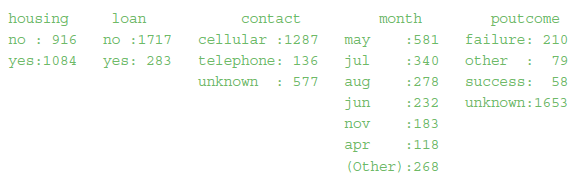 housing loan contact month poutcome
no : 916 no :1717 cellular :1287 may :581 failure: 210
yes:1084 yes: 283 telephone: 136 jul :340 other : 79
unknown : 577 aug :278 success: 58
jun :232 unknown:1653
nov :183
apr :118
(Other):268